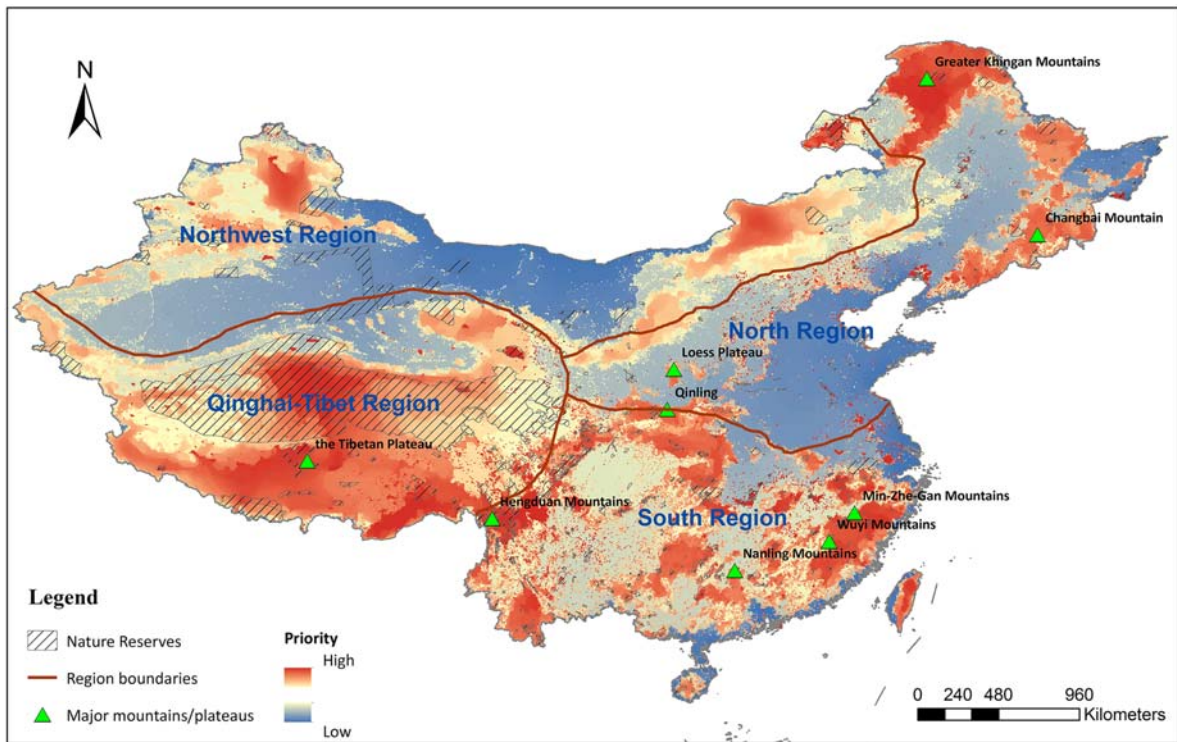 N
Greater Khingan Mountains
Changbai Mountain
Northwest Region
North Region
Loess Plateau
Qinling
Qinghai-Tibet Region
the Tibetan Plateau
Hengduan Mountains
Min-Zhe-Gan Mountains
South Region
Wuyi Mountains
Nanling Mountains
Legend
Nature Reserves
Region boundaries
Major mountains/plateaus
Priority
High
Low
0 240 480 960
Kilometers